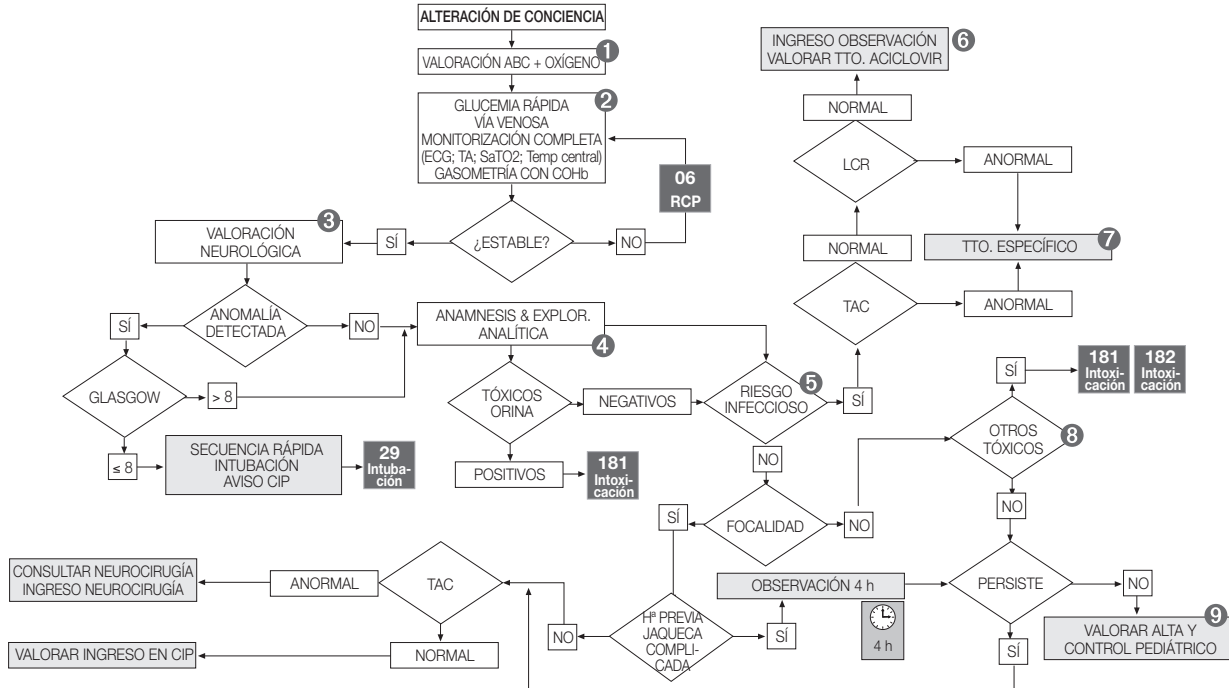 ALTERACIÓN DE CONCIENCIA
1
VALORACIÓN ABC + OXÍGENO
2
GLUCEMIA RÁPIDA
VÍA VENOSA
MONITORIZACIÓN COMPLETA
(ECG; TA; SaTO2; Temp central)
GASOMETRÍA CON COHb
06
RCP
¿ESTABLE?
NO
SÍ
3
VALORACIÓN
NEUROLÓGICA
ANOMALÍA
DETECTADA
SÍ
NO
GLASGOW
> 8
≤ 8
SECUENCIA RÁPIDA
INTUBACIÓN
AVISO CIP
29
Intuba-
ción
ANAMNESIS & EXPLOR.
ANALÍTICA
4
TÓXICOS
ORINA
NEGATIVOS
POSITIVOS
181
Intoxi-
cación
5
RIESGO
INFECCIOSO
SÍ
NO
INGRESO OBSERVACIÓN
VALORAR TTO. ACICLOVIR
6
NORMAL
LCR
ANORMAL
NORMAL
TTO. ESPECÍFICO
7
TAC
ANORMAL
181
Intoxi-
cación
182
Intoxi-
cación
SÍ
OTROS
TÓXICOS
8
NO
FOCALIDAD
SÍ
NO
Hª PREVIA
JAQUECA
COMPLI-
CADA
NO
SÍ
OBSERVACIÓN 4 h
4 h
PERSISTE
NO
SÍ
9
VALORAR ALTA Y
CONTROL PEDIÁTRICO
TAC
ANORMAL
CONSULTAR NEUROCIRUGÍA
INGRESO NEUROCIRUGÍA
NORMAL
VALORAR INGRESO EN CIP